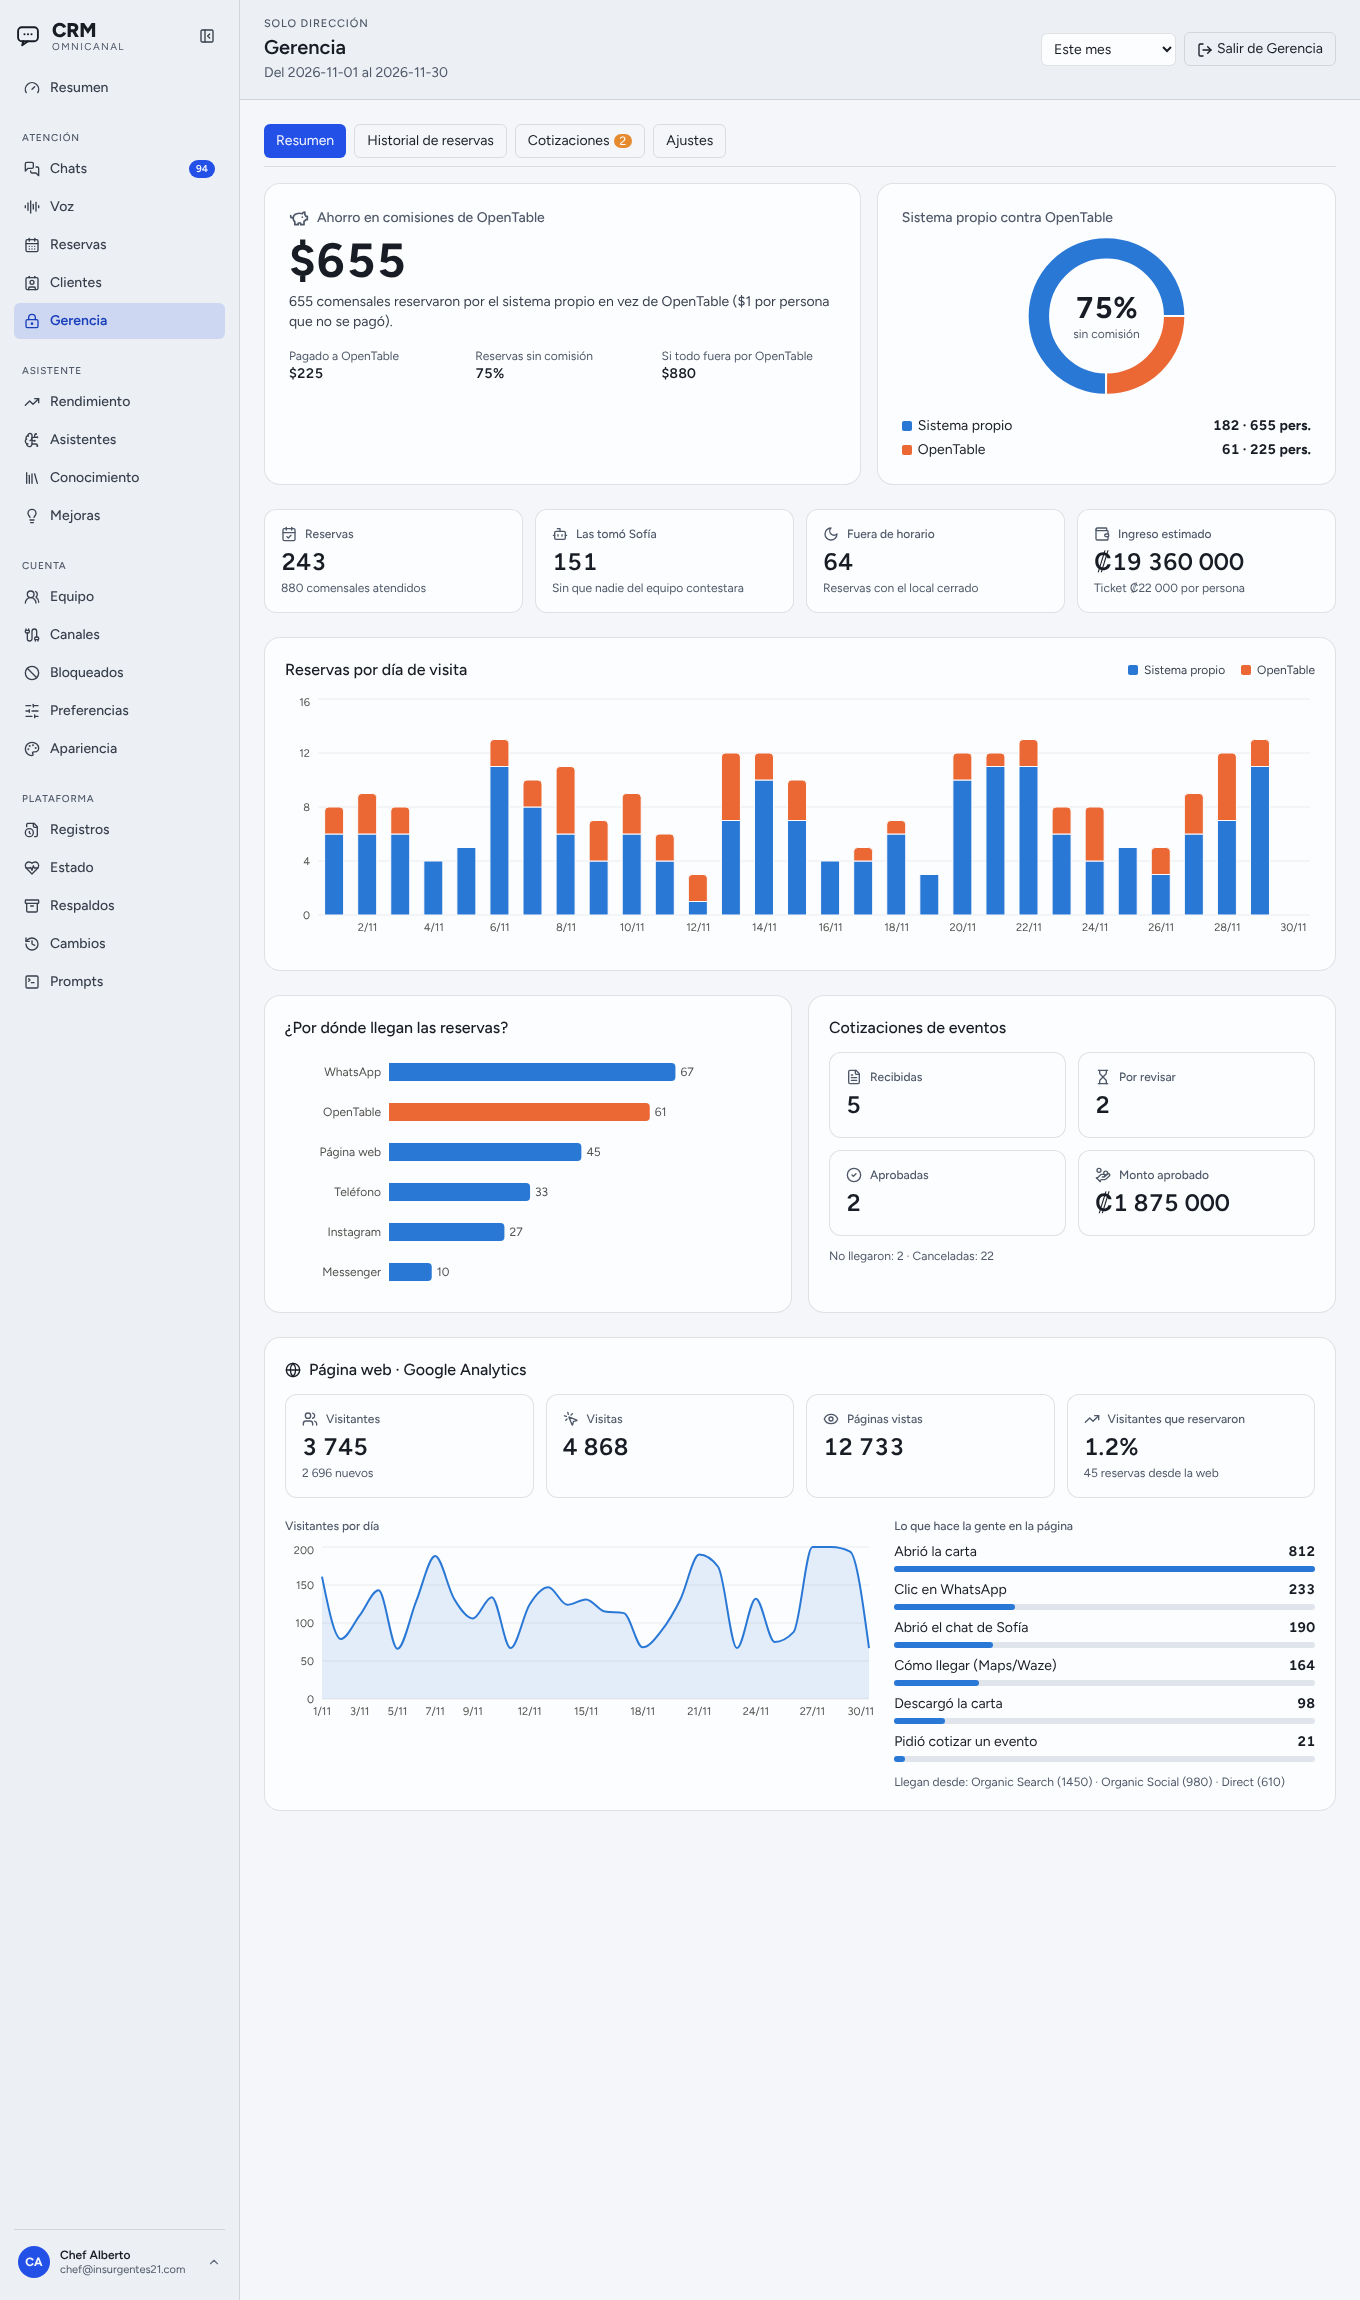 CRM
OMNICANAL
Resumen
ATENCIÓN
Chats 94
Voz
Reservas
Clientes
Gerencia
ASISTENTE
Rendimiento
Asistentes
Conocimiento
Mejoras
CUENTA
Equipo
Canales
Bloqueados
Preferencias
Apariencia
PLATAFORMA
Registros
Estado
Respaldos
Cambios
Prompts
CA
Chef Alberto
chef@insurgentes21.com
SOLO DIRECCIÓN
Gerencia
Del 2026-11-01 al 2026-11-30
Este mes
Salir de Gerencia
Resumen
Historial de reservas
Cotizaciones 2
Ajustes
Ahorro en comisiones de OpenTable
$655
655 comensales reservaron por el sistema propio en vez de OpenTable ($1 por persona
que no se pagó).
Pagado a OpenTable
$225
Reservas sin comisión
75%
Si todo fuera por OpenTable
$880
Sistema propio contra OpenTable
75%
sin comisión
Sistema propio 182 · 655 pers.
OpenTable 61 · 225 pers.
Reservas
243
880 comensales atendidos
Las tomó Sofía
151
Sin que nadie del equipo contestara
Fuera de horario
64
Reservas con el local cerrado
Ingreso estimado
₡19 360 000
Ticket ₡22 000 por persona
Reservas por día de visita
Sistema propio
OpenTable
16
12
8
4
0
2/11 4/11 6/11 8/11 10/11 12/11 14/11 16/11 18/11 20/11 22/11 24/11 26/11 28/11 30/11
¿Por dónde llegan las reservas?
WhatsApp 67
OpenTable 61
Página web 45
Teléfono 33
Instagram 27
Messenger 10
Cotizaciones de eventos
Recibidas
5
Por revisar
2
Aprobadas
2
Monto aprobado
₡1 875 000
No llegaron: 2 · Canceladas: 22
Página web · Google Analytics
Visitantes
3 745
2 696 nuevos
Visitas
4 868
Páginas vistas
12 733
Visitantes que reservaron
1.2%
45 reservas desde la web
Visitantes por día
200
150
100
50
0
1/11 3/11 5/11 7/11 9/11 12/11 15/11 18/11 21/11 24/11 27/11 30/11
Lo que hace la gente en la página
Abrió la carta 812
Clic en WhatsApp 233
Abrió el chat de Sofía 190
Cómo llegar (Maps/Waze) 164
Descargó la carta 98
Pidió cotizar un evento 21
Llegan desde: Organic Search (1450) · Organic Social (980) · Direct (610)